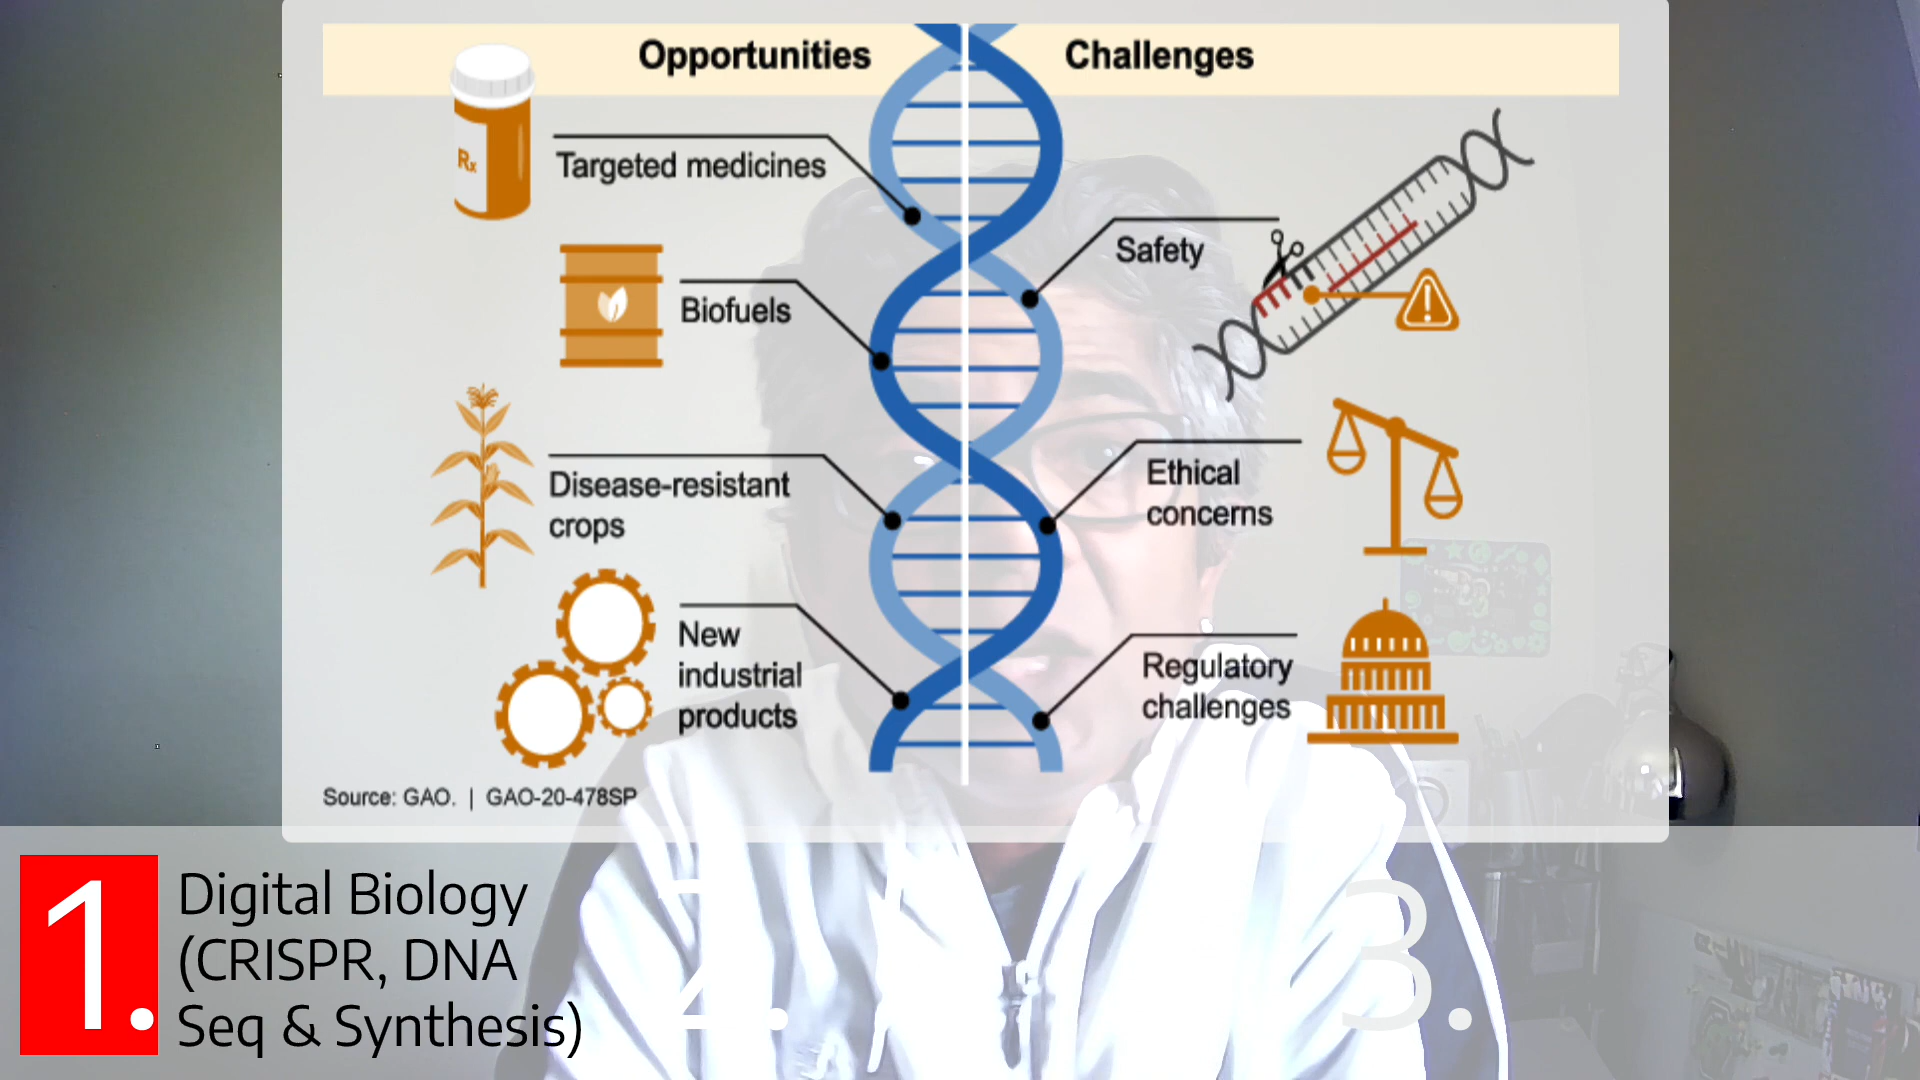 Opportunities
Challenges
Rx
Targeted medicines
Biofuels
Disease-resistant
crops
New
industrial
products
Safety
Ethical
concerns
Regulatory
challenges
Source: GAO. | GAO-20-478SP
1.
Digital Biology
(CRISPR, DNA
Seq & Synthesis)
2.
3.